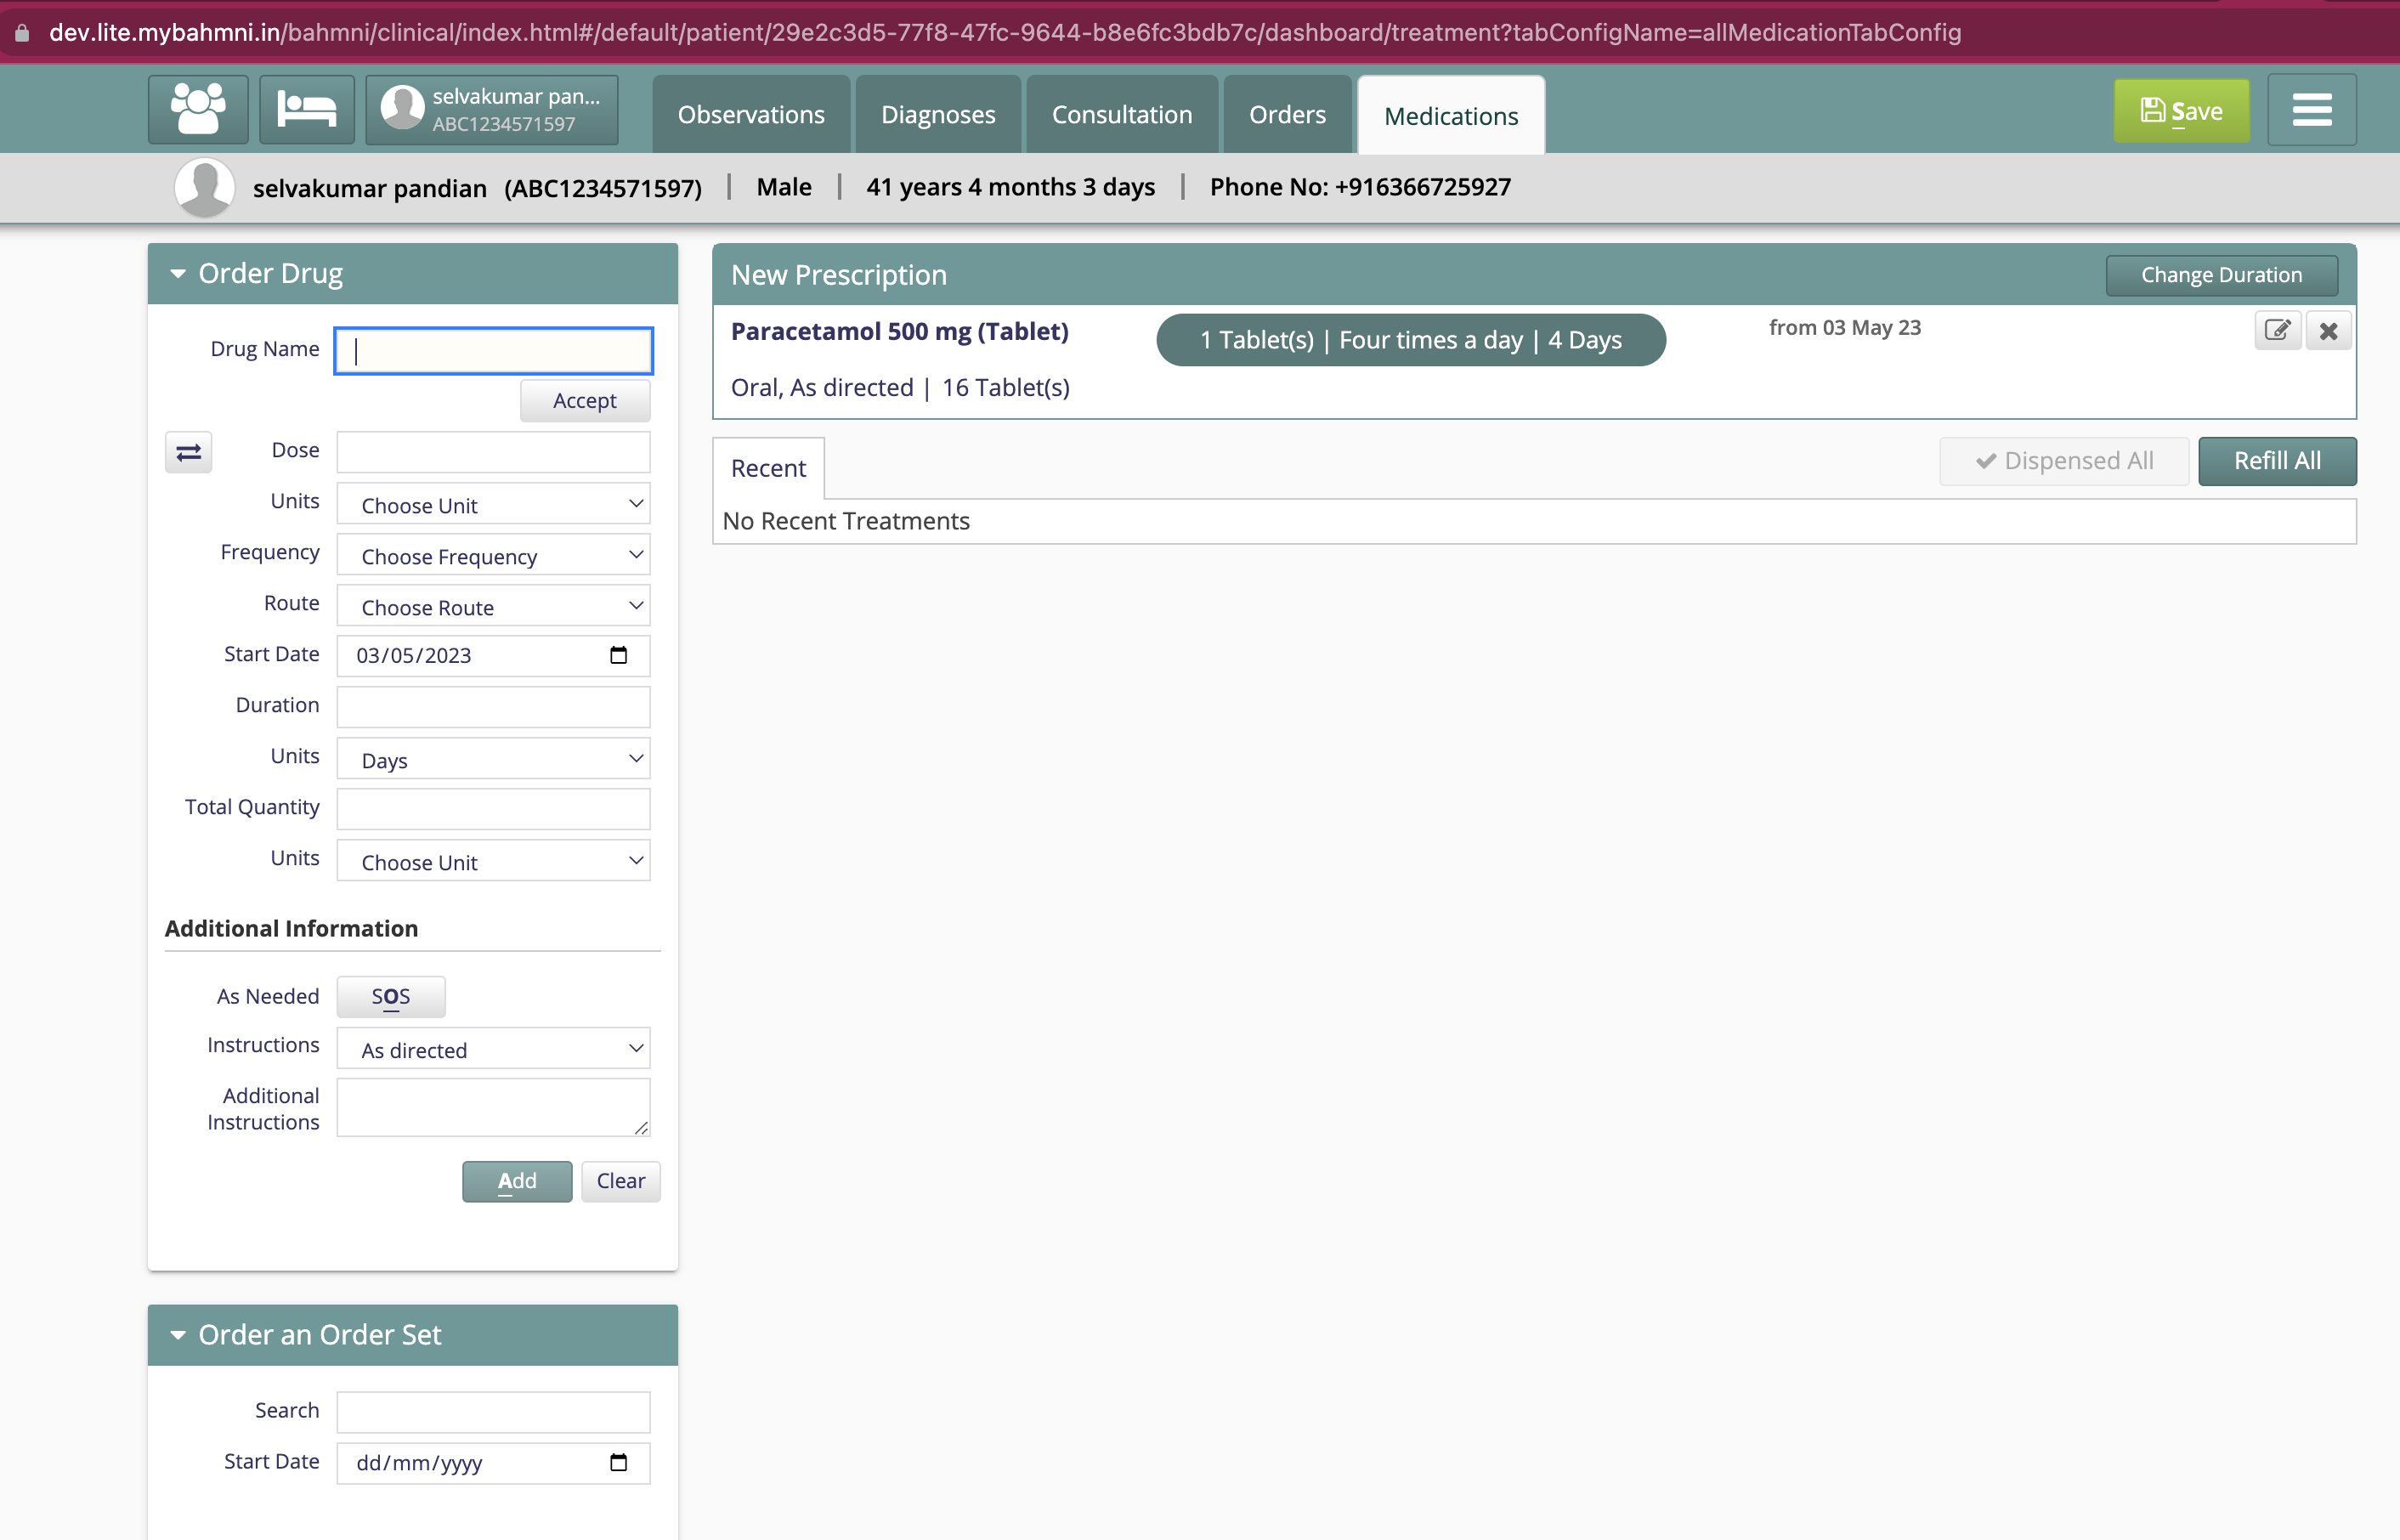 dev.lite.mybahmni.in/bahmni/clinical/index.html#/default/patient/29e2c3d5-77f8-47fc-9644-b8e6fc3bdb7c/dashboard/treatment?tabConfigName=allMedicationTabConfig
selvakumar pan...
ABC1234571597
Observations
Diagnoses
Consultation
Orders
Medications
Save
selvakumar pandian (ABC1234571597) | Male | 41 years 4 months 3 days | Phone No: +916366725927
Order Drug
Drug Name
Accept
Dose
Units Choose Unit
Frequency Choose Frequency
Route Choose Route
Start Date 03/05/2023
Duration
Units Days
Total Quantity
Units Choose Unit
Additional Information
As Needed SOS
Instructions As directed
Additional
Instructions
Add Clear
Order an Order Set
Search
Start Date dd/mm/yyyy
New Prescription Change Duration
Paracetamol 500 mg (Tablet) 1 Tablet(s) | Four times a day | 4 Days from 03 May 23
Oral, As directed | 16 Tablet(s)
Recent Dispensed All Refill All
No Recent Treatments